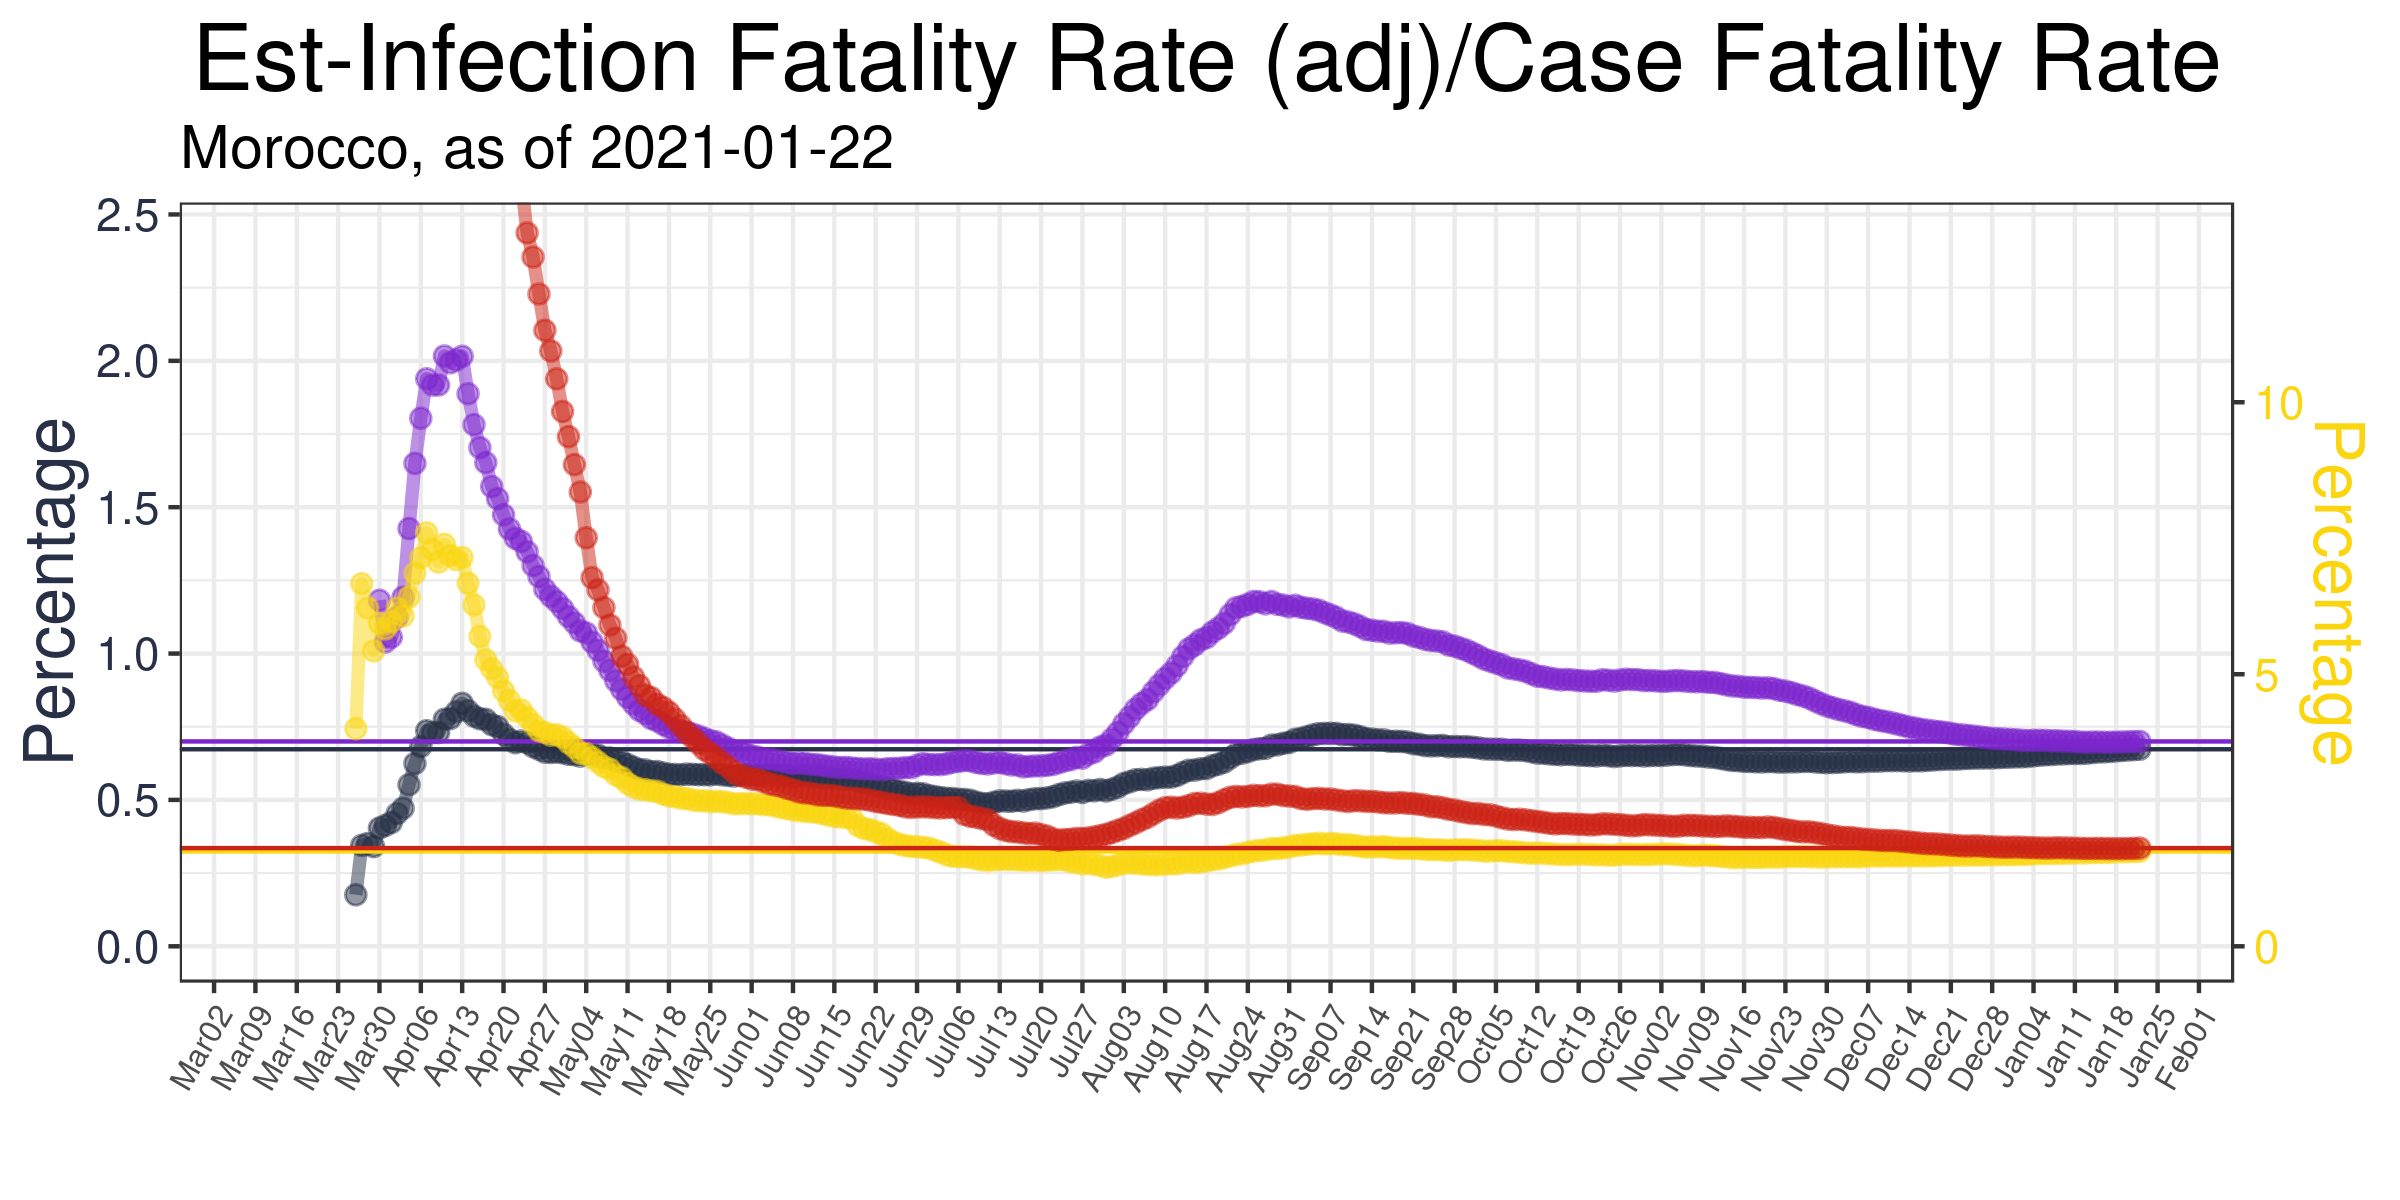 Est-Infection Fatality Rate (adj)/Case Fatality Rate
Morocco, as of 2021-01-22
Percentage
2.5
2.0
1.5
1.0
0.5
0.0
10
5
0
Percentage
Mar02
Mar09
Mar16
Mar23
Mar30
Apr06
Apr13
Apr20
Apr27
May04
May11
May18
May25
Jun01
Jun08
Jun15
Jun22
Jun29
Jul06
Jul13
Jul20
Jul27
Aug03
Aug10
Aug17
Aug24
Aug31
Sep07
Sep14
Sep21
Sep28
Oct05
Oct12
Oct19
Oct26
Nov02
Nov09
Nov16
Nov23
Nov30
Dec07
Dec14
Dec21
Dec28
Jan04
Jan11
Jan18
Jan25
Feb01